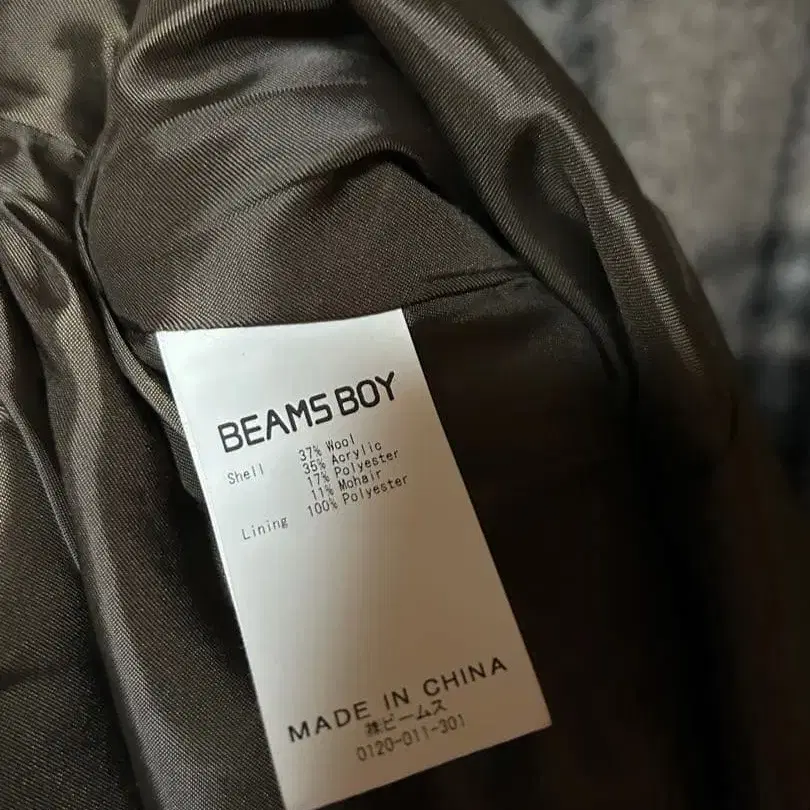 BEAMS BOY
Shell 37% Wool
35% Acrylic
17% Polyester
11% Mohair
Lining 100% Polyester
MADE IN CHINA
㈱ビームス
0120-011-301